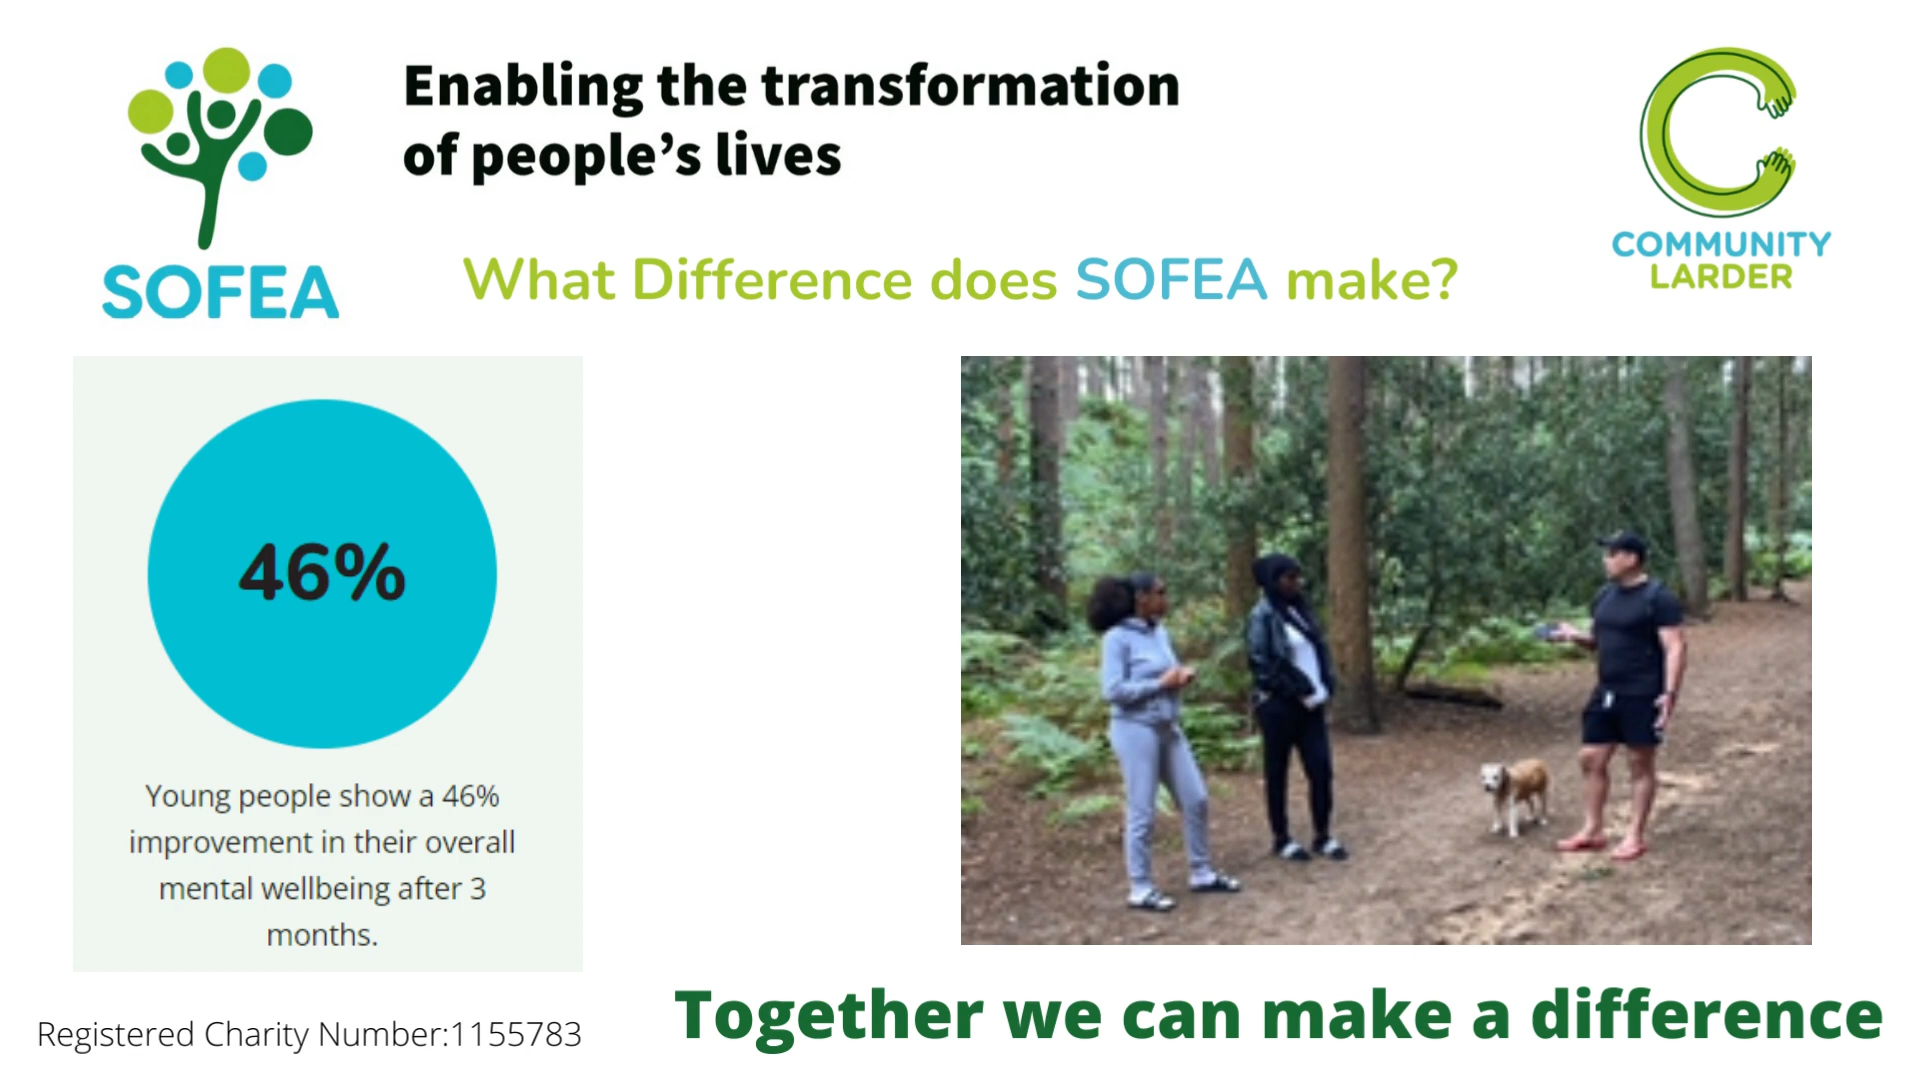 Enabling the transformation
of people's lives
SOFEA
COMMUNITY
LARDER
What Difference does SOFEA make?
46%
Young people show a 46%
improvement in their overall
mental wellbeing after 3
months.
Registered Charity Number:1155783
Together we can make a difference